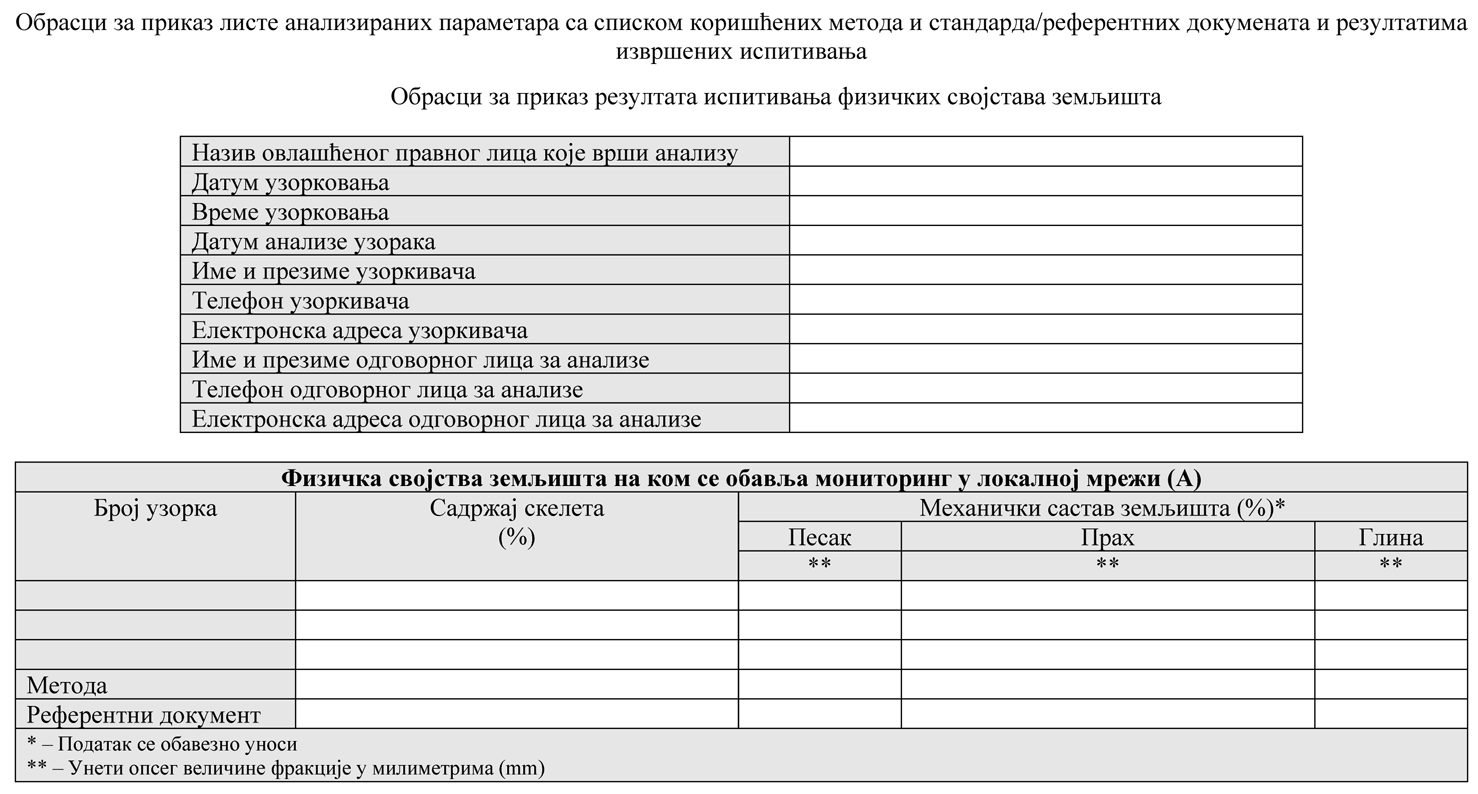 Обрасци за приказ листе анализираних параметара са списком коришћених метода и стандарда/референтних докумената и резултатима
извршених испитивања
Обрасци за приказ резултата испитивања физичких својстава земљишта
Назив овлашћеног правног лица које врши анализу
Датум узорковања
Време узорковања
Датум анализе узорака
Име и презиме узоркивача
Телефон узоркивача
Електронска адреса узоркивача
Име и презиме одговорног лица за анализе
Телефон одговорног лица за анализе
Електронска адреса одговорног лица за анализе
Физичка својства земљишта на ком се обавља мониторинг у локалној мрежи (А)
Број узорка Садржај скелета Механички састав земљишта (%)*
(%) Песак Прах Глина
** ** **
Метода
Референтни документ
* – Податак се обавезно уноси
** – Унети опсег величине фракције у милиметрима (mm)